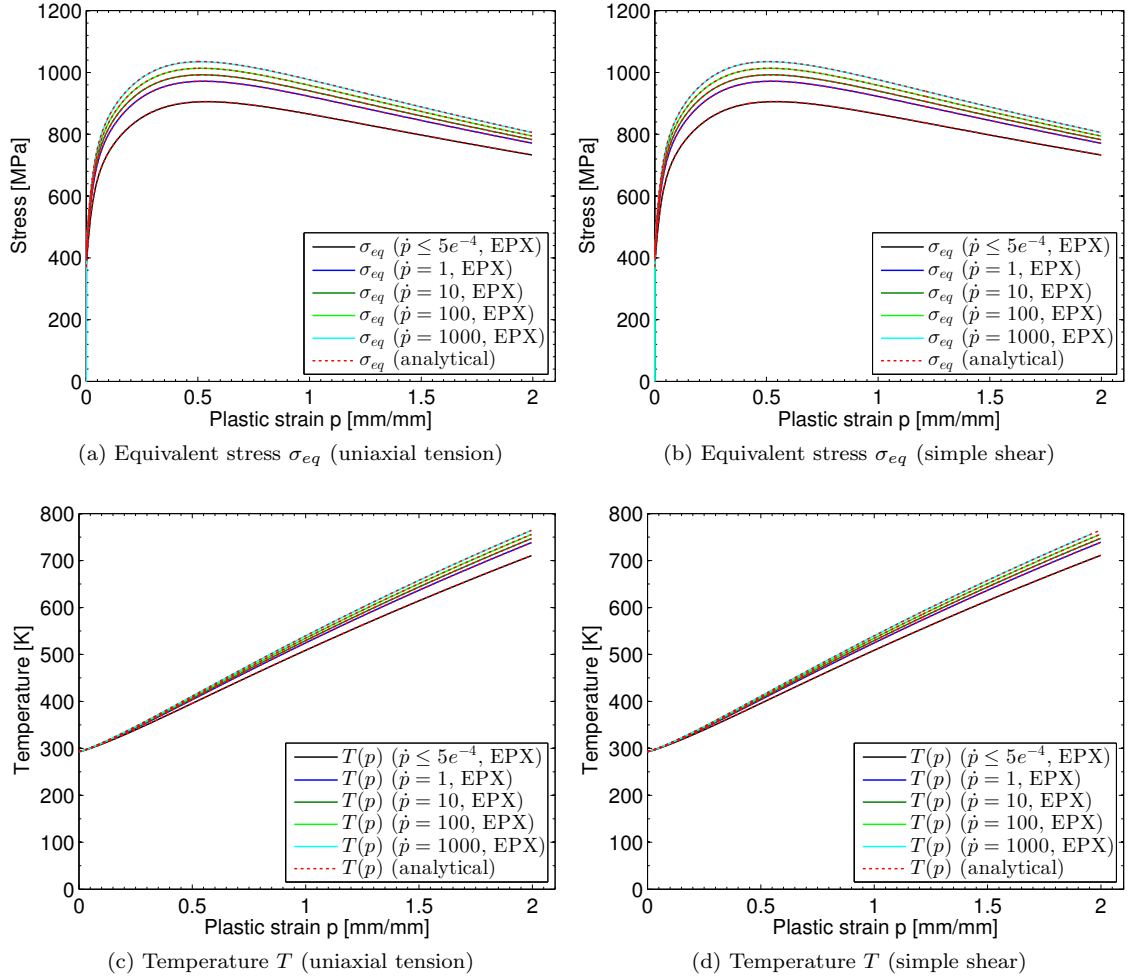 1200
1000
800
600
400
200
0
Stress [MPa]
σ_eq (ṗ ≤ 5e⁻⁴, EPX)
σ_eq (ṗ = 1, EPX)
σ_eq (ṗ = 10, EPX)
σ_eq (ṗ = 100, EPX)
σ_eq (ṗ = 1000, EPX)
σ_eq (analytical)
0 0.5 1 1.5 2
Plastic strain p [mm/mm]
(a) Equivalent stress σ_eq (uniaxial tension)
1200
1000
800
600
400
200
0
Stress [MPa]
σ_eq (ṗ ≤ 5e⁻⁴, EPX)
σ_eq (ṗ = 1, EPX)
σ_eq (ṗ = 10, EPX)
σ_eq (ṗ = 100, EPX)
σ_eq (ṗ = 1000, EPX)
σ_eq (analytical)
0 0.5 1 1.5 2
Plastic strain p [mm/mm]
(b) Equivalent stress σ_eq (simple shear)
800
700
600
500
400
300
200
100
0
Temperature [K]
T(p) (ṗ ≤ 5e⁻⁴, EPX)
T(p) (ṗ = 1, EPX)
T(p) (ṗ = 10, EPX)
T(p) (ṗ = 100, EPX)
T(p) (ṗ = 1000, EPX)
T(p) (analytical)
0 0.5 1 1.5 2
Plastic strain p [mm/mm]
(c) Temperature T (uniaxial tension)
800
700
600
500
400
300
200
100
0
Temperature [K]
T(p) (ṗ ≤ 5e⁻⁴, EPX)
T(p) (ṗ = 1, EPX)
T(p) (ṗ = 10, EPX)
T(p) (ṗ = 100, EPX)
T(p) (ṗ = 1000, EPX)
T(p) (analytical)
0 0.5 1 1.5 2
Plastic strain p [mm/mm]
(d) Temperature T (simple shear)